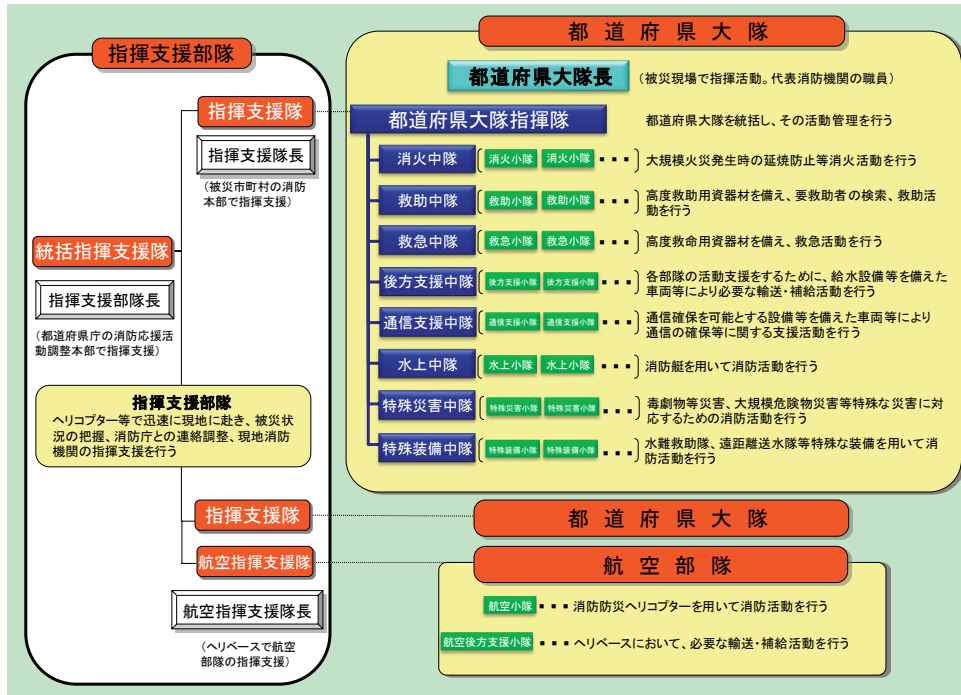 指揮支援部隊
指揮支援隊
指揮支援隊長
(被災市町村の消防
本部で指揮支援)
統括指揮支援隊
指揮支援部隊長
(都道府県庁の消防応援活
動調整本部で指揮支援)
指揮支援部隊
ヘリコプター等で迅速に現地に赴き、被災状
況の把握、消防庁との連絡調整、現地消防
機関の指揮支援を行う
指揮支援隊
航空指揮支援隊
航空指揮支援隊長
(ヘリベースで航空
部隊の指揮支援)
都道府県大隊
都道府県大隊長 (被災現場で指揮活動。代表消防機関の職員)
都道府県大隊指揮隊 都道府県大隊を統括し、その活動管理を行う
消火中隊 消火小隊 消火小隊 ・・・ 大規模火災発生時の延焼防止等消火活動を行う
救助中隊 救助小隊 救助小隊 ・・・ 高度救助用資器材を備え、要救助者の検索、救助活
動を行う
救急中隊 救急小隊 救急小隊 ・・・ 高度救命用資器材を備え、救急活動を行う
後方支援中隊 後方支援小隊 後方支援小隊 ・・・ 各部隊の活動支援をするために、給水設備等を備えた
車両等により必要な輸送・補給活動を行う
通信支援中隊 通信支援小隊 通信支援小隊 ・・・ 通信確保を可能とする設備等を備えた車両等により
通信の確保等に関する支援活動を行う
水上中隊 水上小隊 水上小隊 ・・・ 消防艇を用いて消防活動を行う
特殊災害中隊 特殊災害小隊 特殊災害小隊 ・・・ 毒劇物等災害、大規模危険物災害等特殊な災害に対
応するための消防活動を行う
特殊装備中隊 特殊装備小隊 特殊装備小隊 ・・・ 水難救助隊、遠距離送水隊等特殊な装備を用いて消
防活動を行う
都道府県大隊
航空部隊
航空小隊 ・・・ 消防防災ヘリコプターを用いて消防活動を行う
航空後方支援小隊 ・・・ ヘリベースにおいて、必要な輸送・補給活動を行う